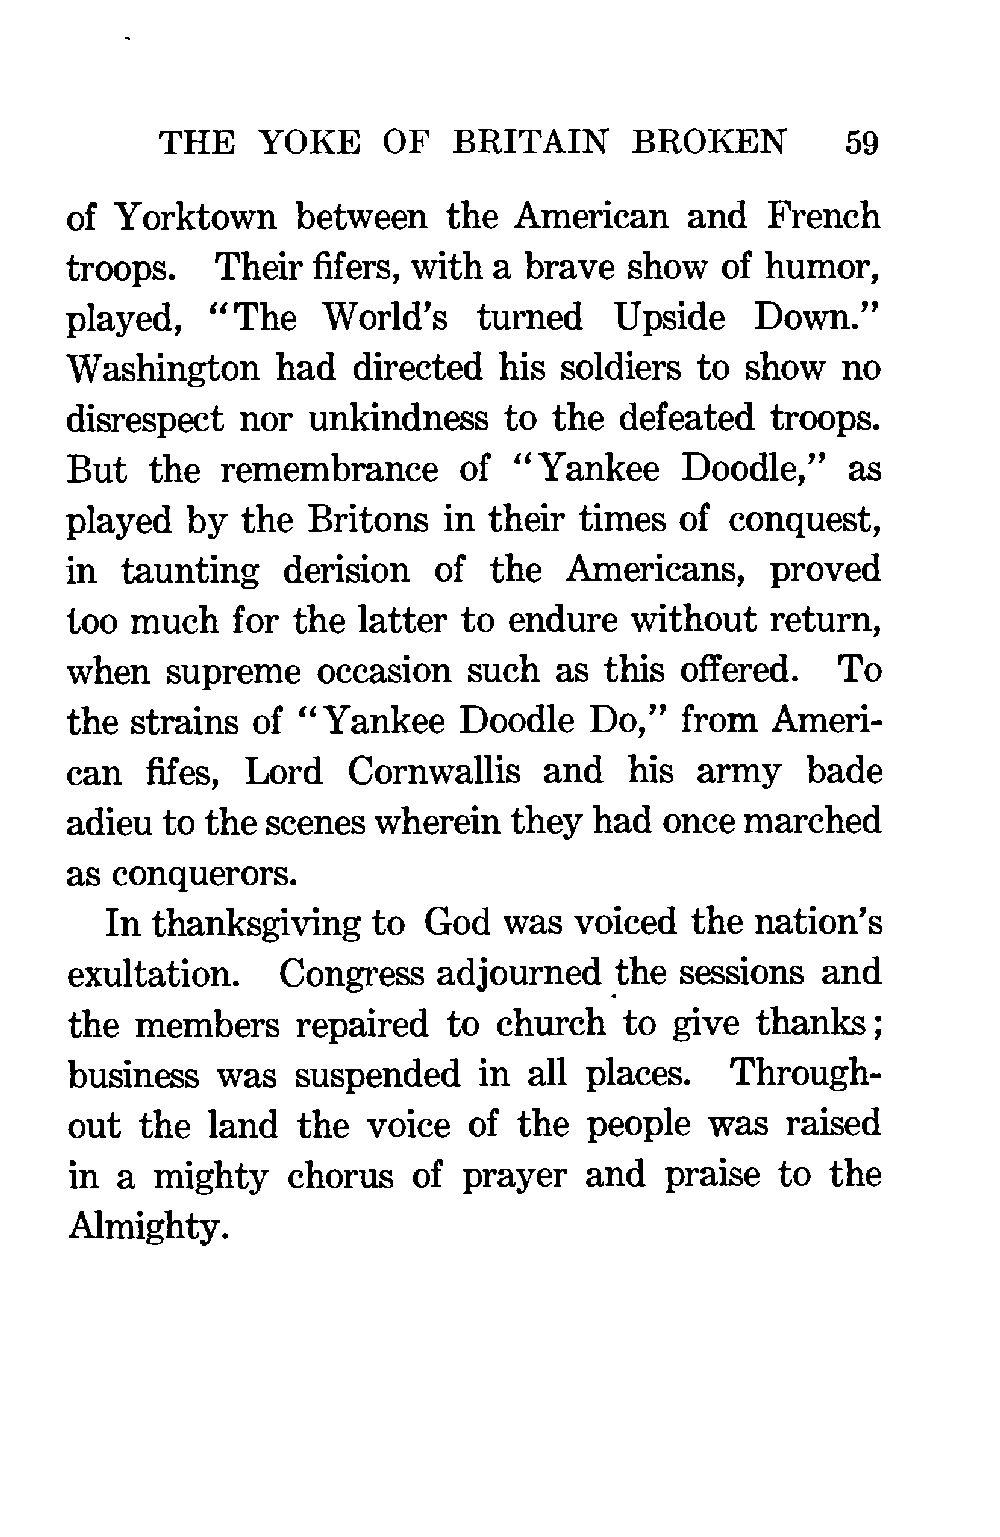 THE YOKE OF BRITAIN BROKEN 59
of Yorktown between the American and French
troops. Their fifers, with a brave show of humor,
played, "The World's turned Upside Down."
Washington had directed his soldiers to show no
disrespect nor unkindness to the defeated troops.
But the remembrance of "Yankee Doodle," as
played by the Britons in their times of conquest,
in taunting derision of the Americans, proved
too much for the latter to endure without return,
when supreme occasion such as this offered. To
the strains of "Yankee Doodle Do," from Ameri-
can fifes, Lord Cornwallis and his army bade
adieu to the scenes wherein they had once marched
as conquerors.
In thanksgiving to God was voiced the nation's
exultation. Congress adjourned the sessions and
the members repaired to church to give thanks;
business was suspended in all places. Through-
out the land the voice of the people was raised
in a mighty chorus of prayer and praise to the
Almighty.